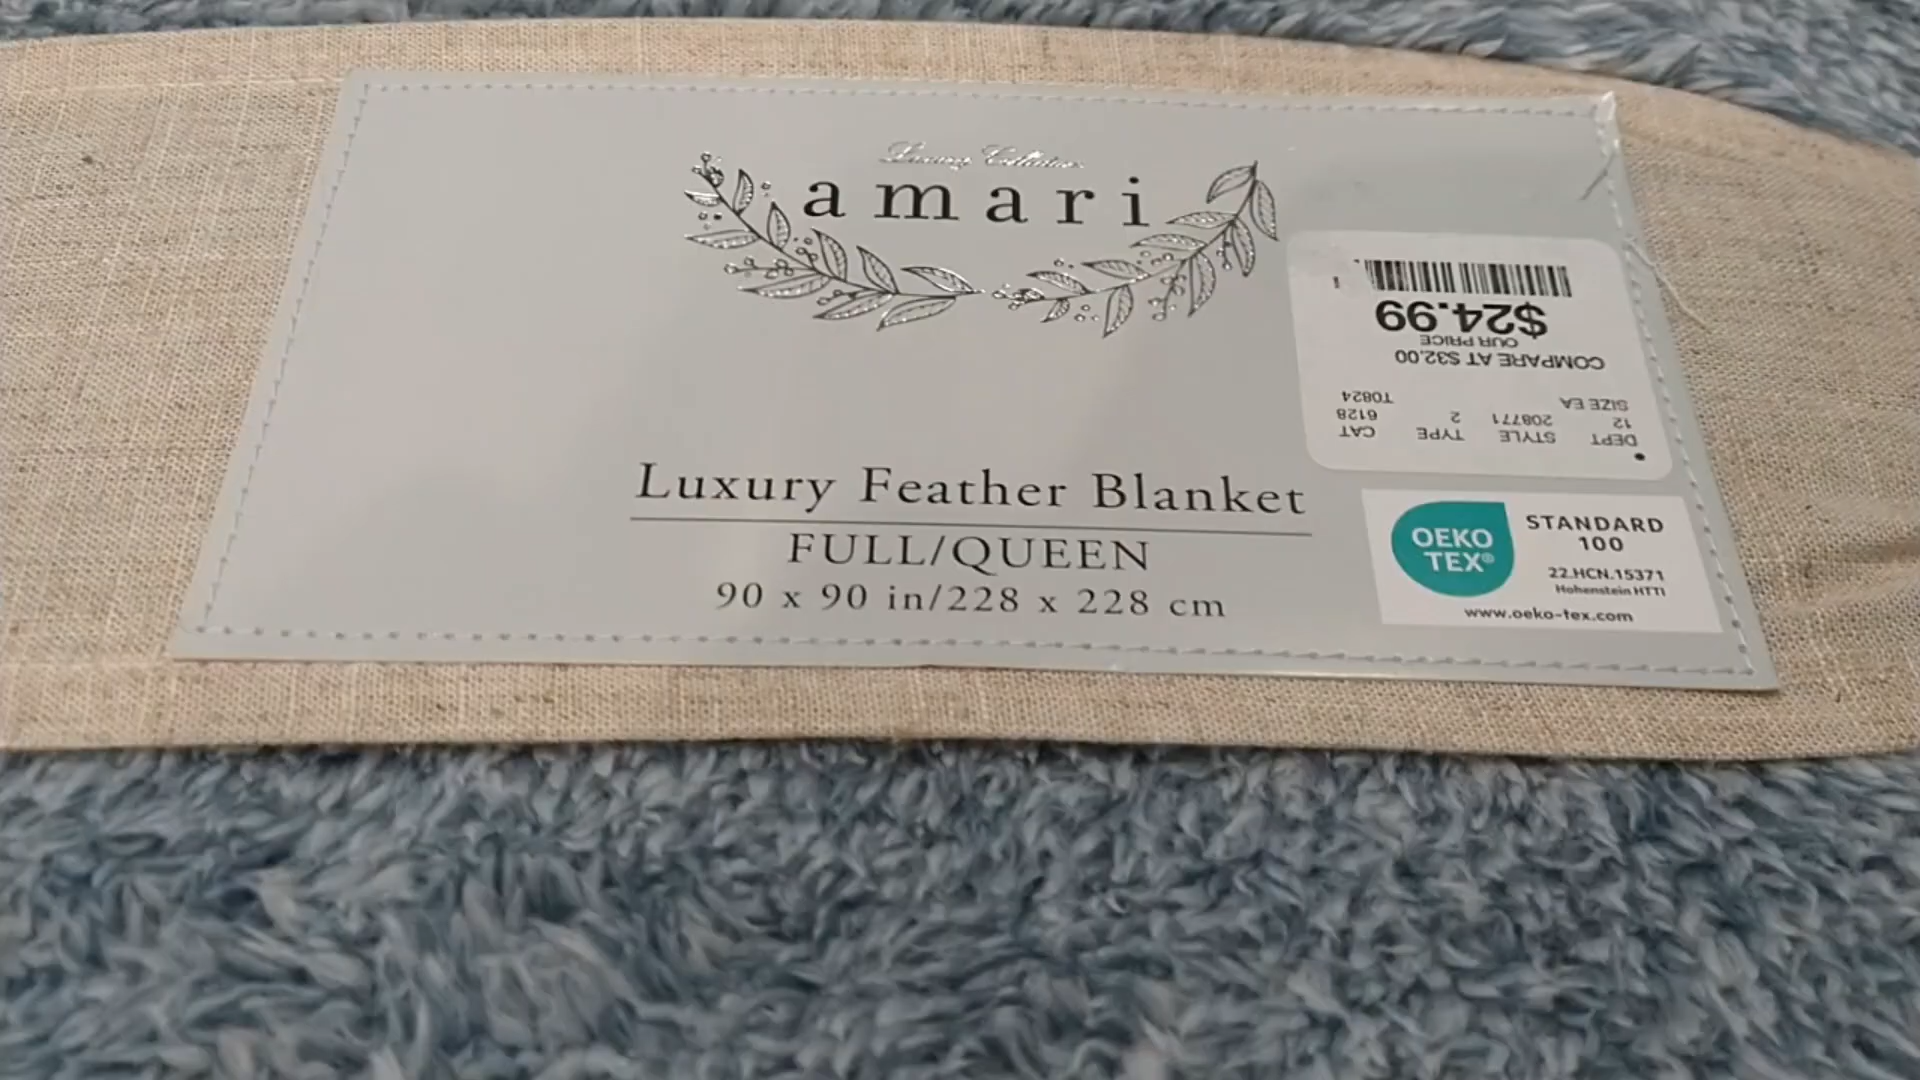 Luxury Collection
amari
Luxury Feather Blanket
FULL/QUEEN
90 x 90 in/228 x 228 cm
DEPT STYLE TYPE CAT
12 208771 2 6128
SIZE EA T0824
COMPARE AT $32.00
OUR PRICE
$24.99
OEKO
TEX®
STANDARD
100
22.HCN.15371
Hohenstein HTTI
www.oeko-tex.com